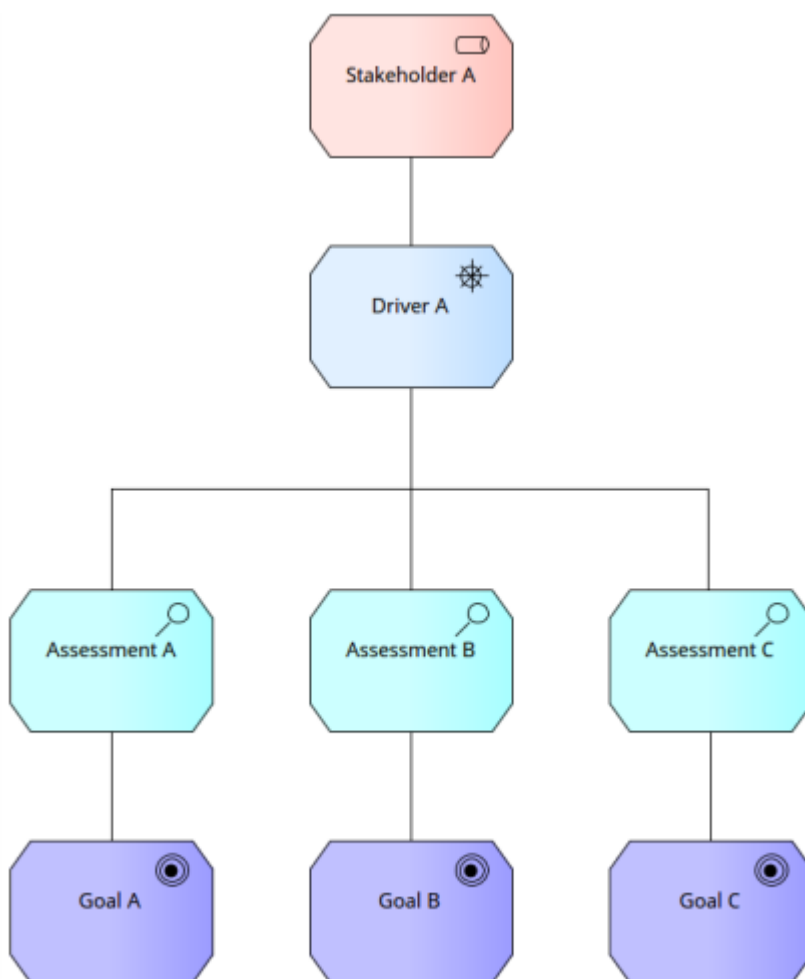 Stakeholder A
Driver A
Assessment A
Assessment B
Assessment C
Goal A
Goal B
Goal C